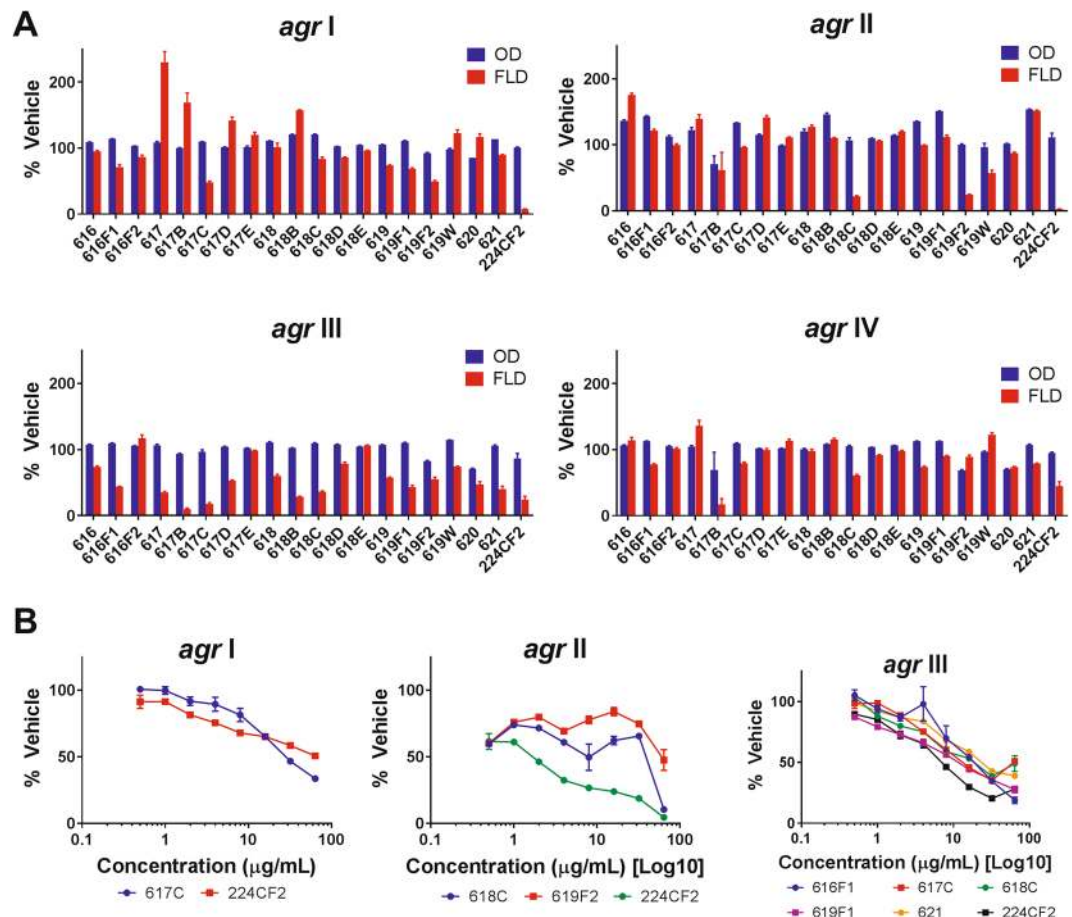 A
agr I
OD
FLD
% Vehicle
200
100
0
616 616F1 616F2 617 617B 617C 617D 617E 618 618B 618C 618D 618E 619 619F1 619F2 619W 620 621 224CF2
agr II
OD
FLD
% Vehicle
200
100
0
616 616F1 616F2 617 617B 617C 617D 617E 618 618B 618C 618D 618E 619 619F1 619F2 619W 620 621 224CF2
agr III
OD
FLD
% Vehicle
200
100
0
616 616F1 616F2 617 617B 617C 617D 617E 618 618B 618C 618D 618E 619 619F1 619F2 619W 620 621 224CF2
agr IV
OD
FLD
% Vehicle
200
100
0
616 616F1 616F2 617 617B 617C 617D 617E 618 618B 618C 618D 618E 619 619F1 619F2 619W 620 621 224CF2
B
agr I
% Vehicle
100
50
0
0.1 1 10 100
Concentration (μg/mL)
617C 224CF2
agr II
% Vehicle
100
50
0
0.1 1 10 100
Concentration (μg/mL) [Log10]
618C 619F2 224CF2
agr III
% Vehicle
100
50
0
0.1 1 10 100
Concentration (μg/mL) [Log10]
616F1 617C 618C
619F1 621 224CF2